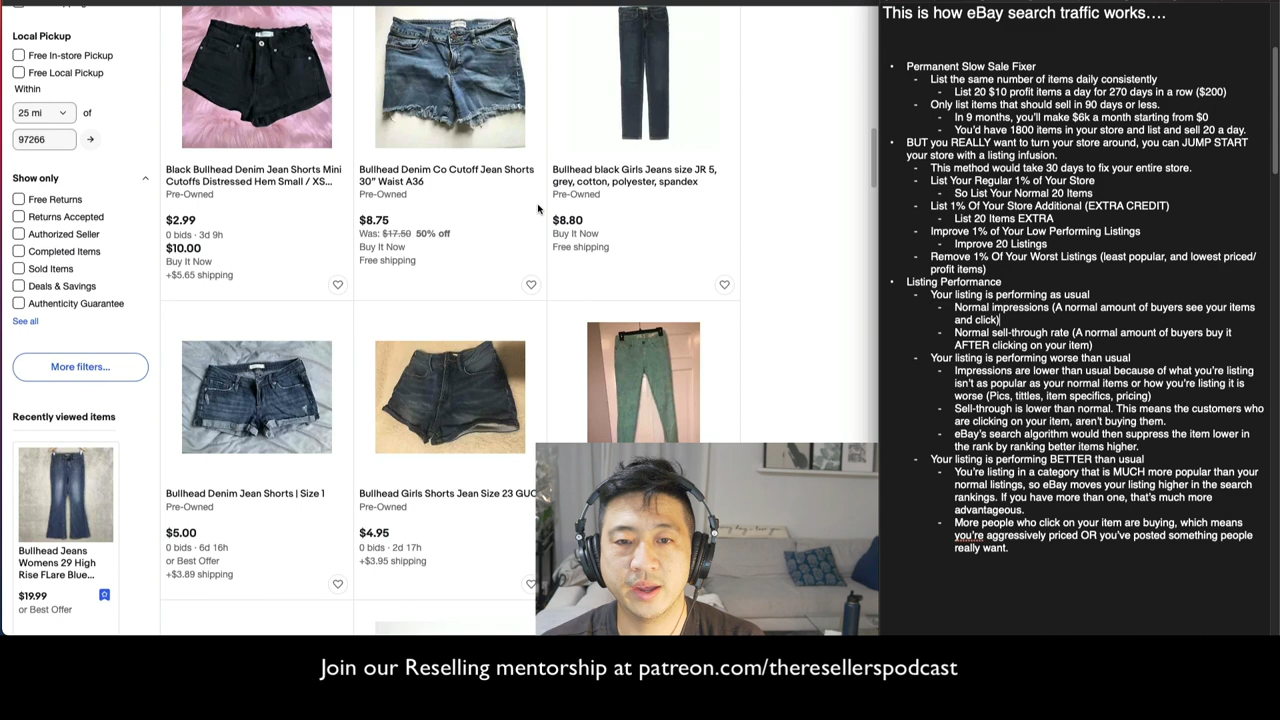 Local Pickup
Free In-store Pickup
Free Local Pickup
Within
25 mi
of
97266
Show only
Free Returns
Returns Accepted
Authorized Seller
Completed Items
Sold Items
Deals & Savings
Authenticity Guarantee
See all
More filters...
Recently viewed items
Bullhead Jeans
Womens 29 High
Rise FLare Blue...
$19.99
or Best Offer
Black Bullhead Denim Jean Shorts Mini
Cutoffs Distressed Hem Small / XS...
Pre-Owned
$2.99
0 bids · 3d 9h
$10.00
Buy It Now
+$5.65 shipping
Bullhead Denim Co Cutoff Jean Shorts
30" Waist A36
Pre-Owned
$8.75
Was: $17.50 50% off
Buy It Now
Free shipping
Bullhead black Girls Jeans size JR 5,
grey, cotton, polyester, spandex
Pre-Owned
$8.80
Buy It Now
Free shipping
Bullhead Denim Jean Shorts | Size 1
Pre-Owned
$5.00
0 bids · 6d 16h
or Best Offer
+$3.89 shipping
Bullhead Girls Shorts Jean Size 23 GUC
Pre-Owned
$4.95
0 bids · 2d 17h
+$3.95 shipping
This is how eBay search traffic works....
• Permanent Slow Sale Fixer
- List the same number of items daily consistently
- List 20 $10 profit items a day for 270 days in a row ($200)
- Only list items that should sell in 90 days or less.
- In 9 months, you'll make $6k a month starting from $0
- You'd have 1800 items in your store and list and sell 20 a day.
• BUT you REALLY want to turn your store around, you can JUMP START
your store with a listing infusion.
- This method would take 30 days to fix your entire store.
- List Your Regular 1% of Your Store
- So List Your Normal 20 Items
- List 1% Of Your Store Additional (EXTRA CREDIT)
- List 20 Items EXTRA
- Improve 1% of Your Low Performing Listings
- Improve 20 Listings
- Remove 1% Of Your Worst Listings (least popular, and lowest priced/
profit items)
• Listing Performance
- Your listing is performing as usual
- Normal impressions (A normal amount of buyers see your items
and click)
- Normal sell-through rate (A normal amount of buyers buy it
AFTER clicking on your item)
- Your listing is performing worse than usual
- Impressions are lower than usual because of what you're listing
isn't as popular as your normal items or how you're listing it is
worse (Pics, tittles, item specifics, pricing)
- Sell-through is lower than normal. This means the customers who
are clicking on your item, aren't buying them.
- eBay's search algorithm would then suppress the item lower in
the rank by ranking better items higher.
- Your listing is performing BETTER than usual
- You're listing in a category that is MUCH more popular than your
normal listings, so eBay moves your listing higher in the search
rankings. If you have more than one, that's much more
advantageous.
- More people who click on your item are buying, which means
you're aggressively priced OR you've posted something people
really want.
Join our Reselling mentorship at patreon.com/theresellerspodcast